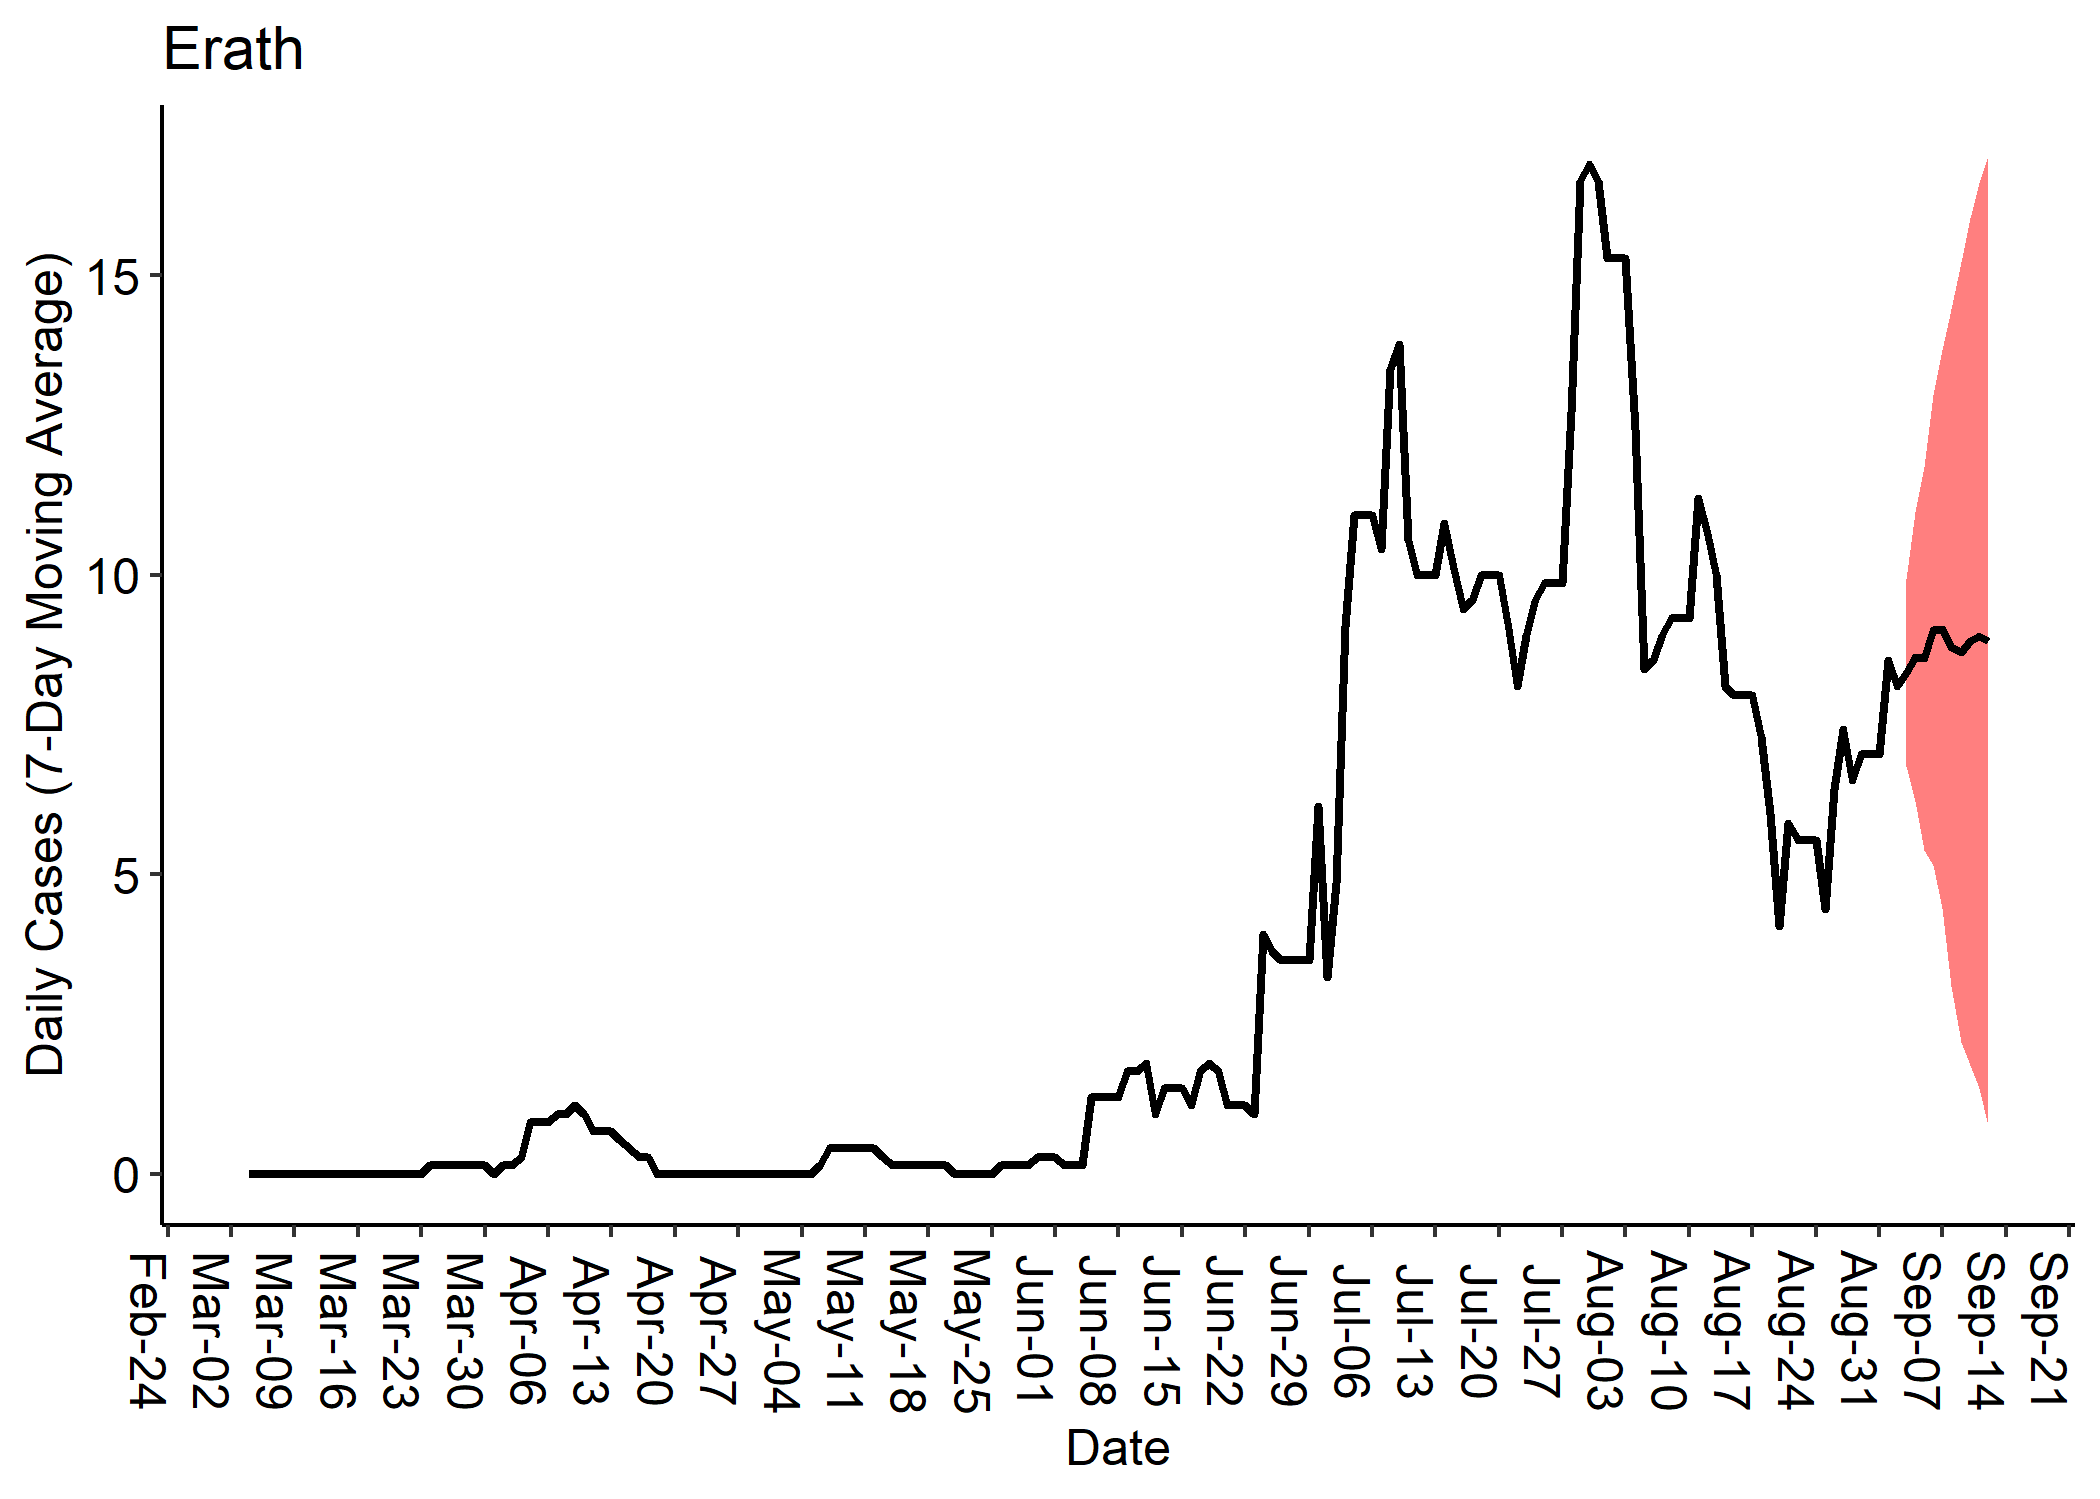 Erath
Daily Cases (7-Day Moving Average)
15
10
5
0
Feb-24
Mar-02
Mar-09
Mar-16
Mar-23
Mar-30
Apr-06
Apr-13
Apr-20
Apr-27
May-04
May-11
May-18
May-25
Jun-01
Jun-08
Jun-15
Jun-22
Jun-29
Jul-06
Jul-13
Jul-20
Jul-27
Aug-03
Aug-10
Aug-17
Aug-24
Aug-31
Sep-07
Sep-14
Sep-21
Date